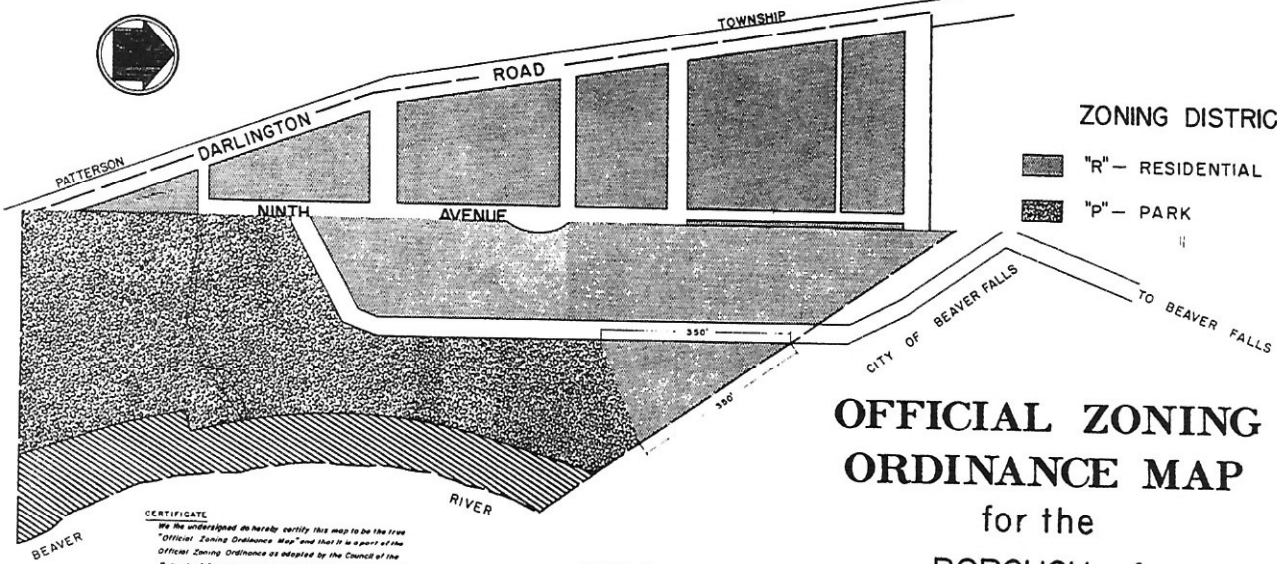 TOWNSHIP
ROAD
DARLINGTON
PATTERSON
ZONING DISTRIC
"R" — RESIDENTIAL
"P" — PARK
NINTH AVENUE
350'
350'
CITY OF BEAVER FALLS
TO BEAVER FALLS
OFFICIAL ZONING
ORDINANCE MAP
for the
RIVER
BEAVER
CERTIFICATE
We the undersigned do hereby certify this map to be the true
"Official Zoning Ordinance Map" and that it is a part of the
Official Zoning Ordinance as adopted by the Council of the